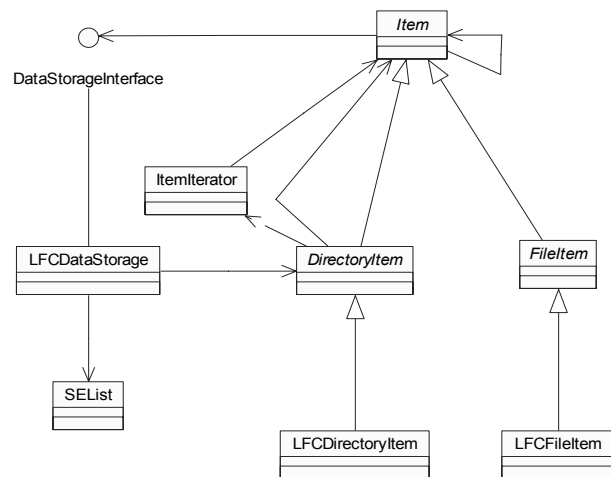 Item
DataStorageInterface
ItemIterator
LFCDataStorage
DirectoryItem
FileItem
SEList
LFCDirectoryItem
LFCFileItem